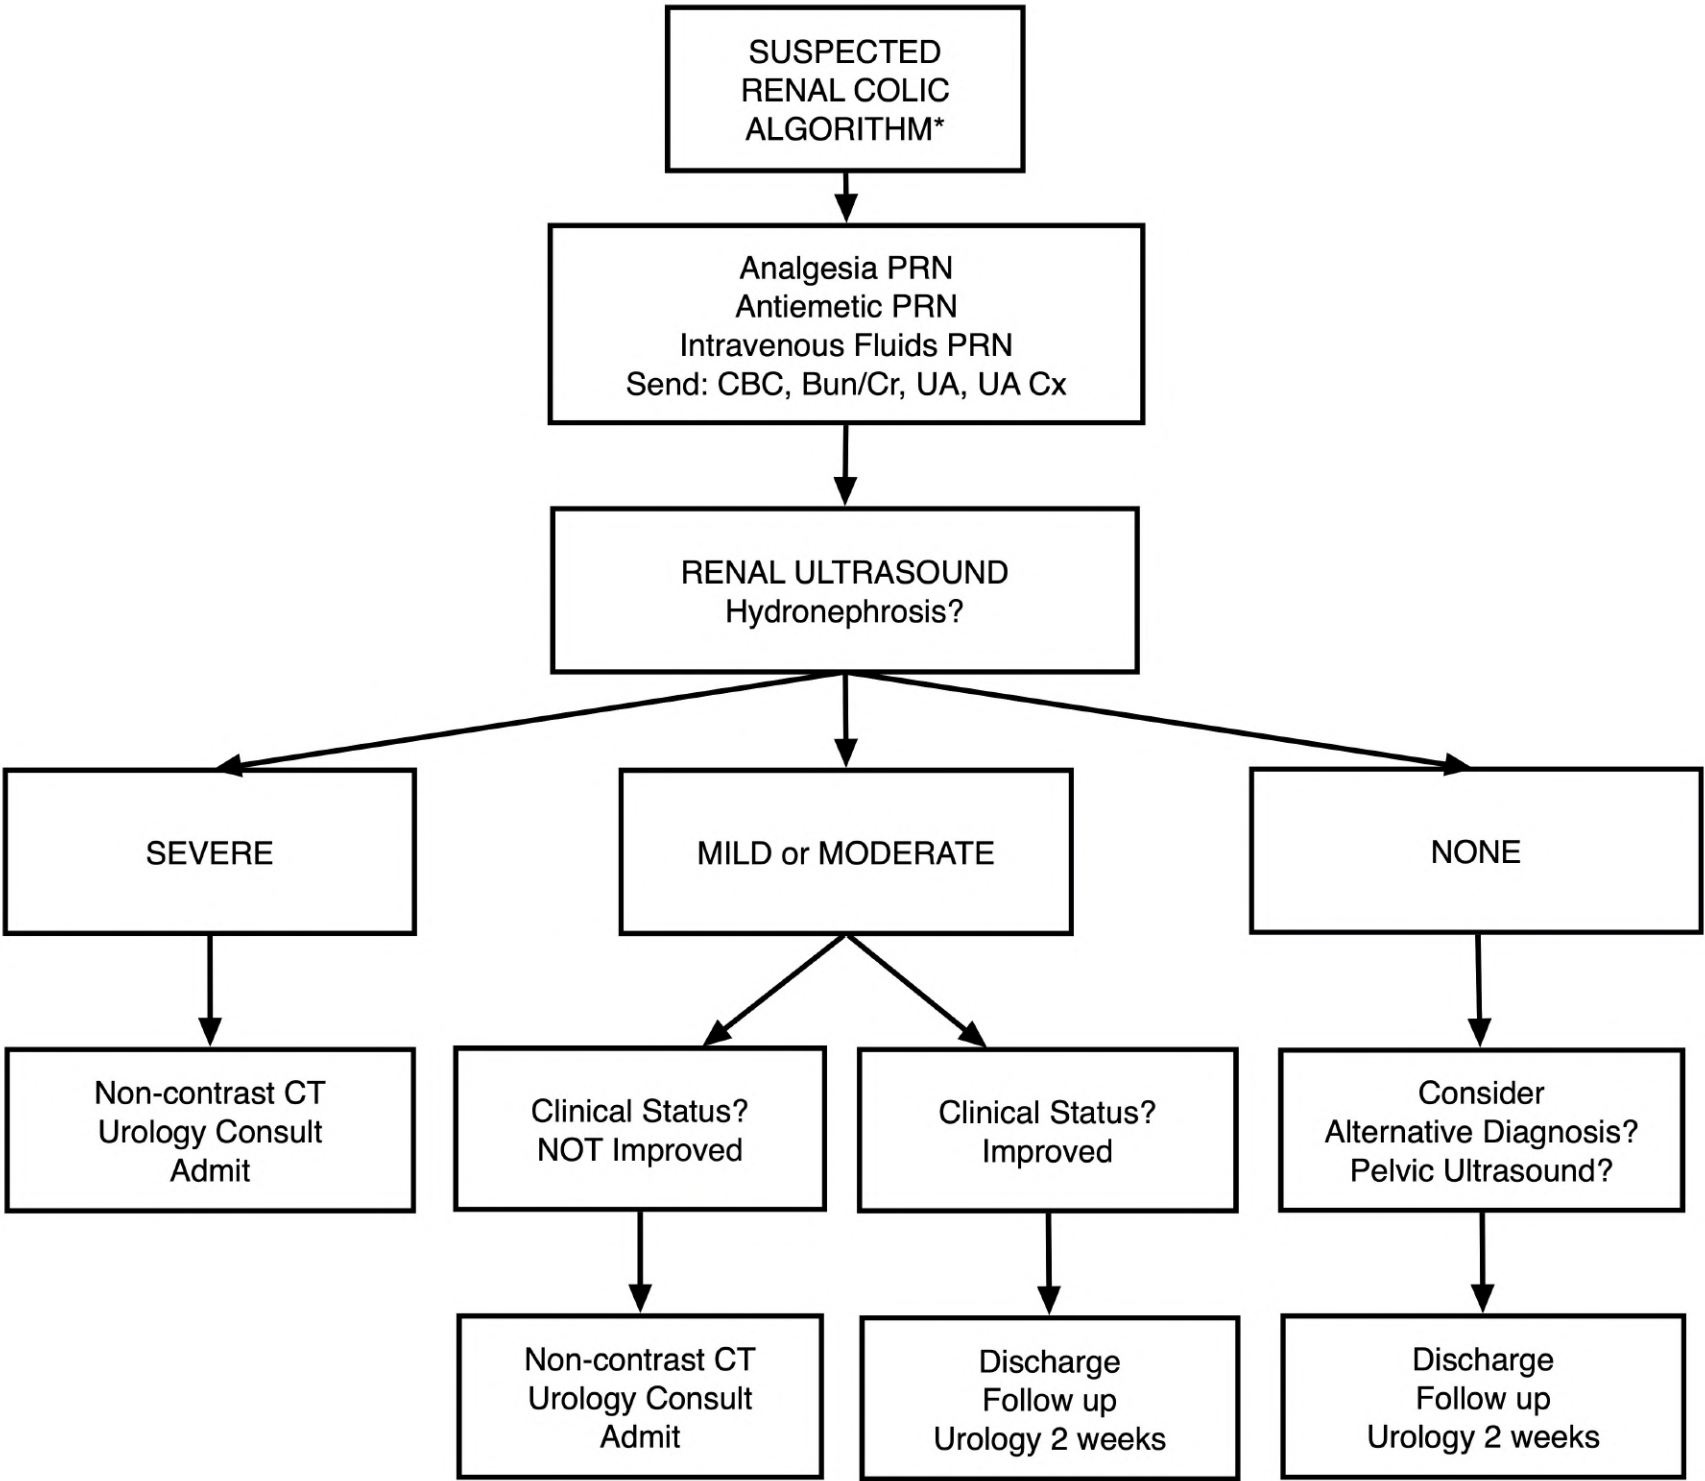 SUSPECTED
RENAL COLIC
ALGORITHM*
Analgesia PRN
Antiemetic PRN
Intravenous Fluids PRN
Send: CBC, Bun/Cr, UA, UA Cx
RENAL ULTRASOUND
Hydronephrosis?
SEVERE
MILD or MODERATE
NONE
Non-contrast CT
Urology Consult
Admit
Clinical Status?
NOT Improved
Clinical Status?
Improved
Consider
Alternative Diagnosis?
Pelvic Ultrasound?
Non-contrast CT
Urology Consult
Admit
Discharge
Follow up
Urology 2 weeks
Discharge
Follow up
Urology 2 weeks